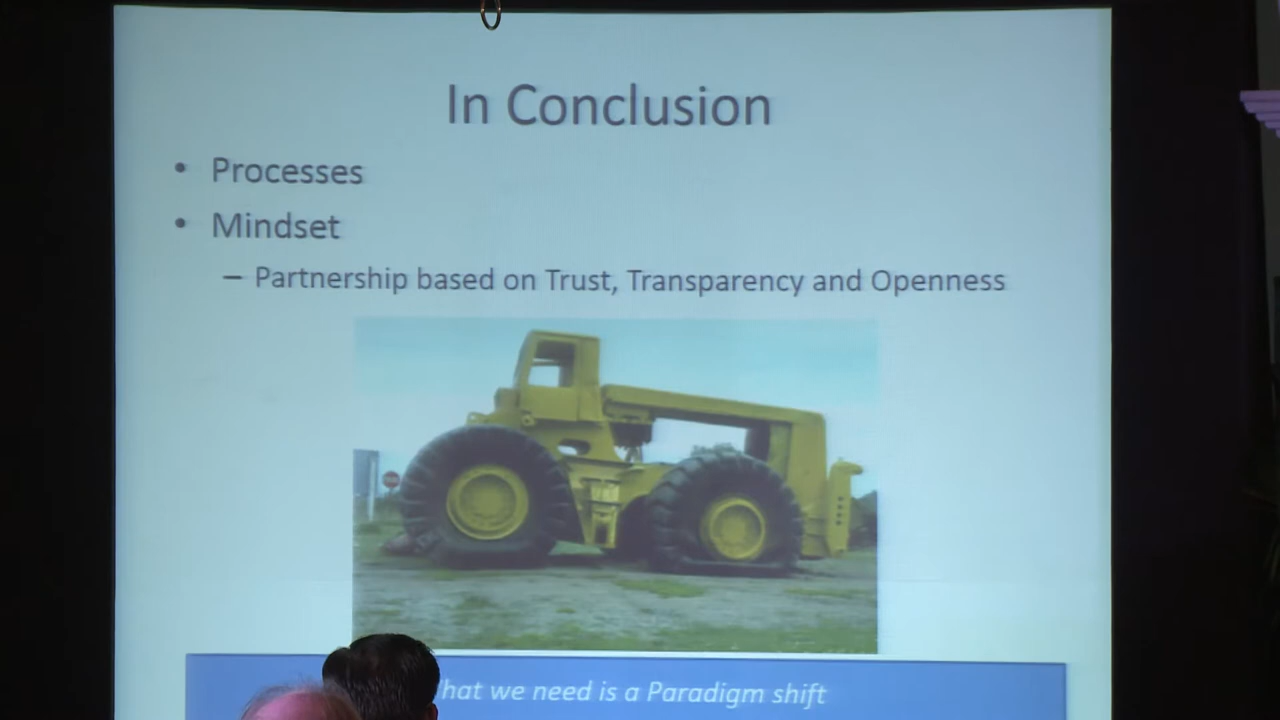 In Conclusion
• Processes
• Mindset
– Partnership based on Trust, Transparency and Openness
hat we need is a Paradigm shift